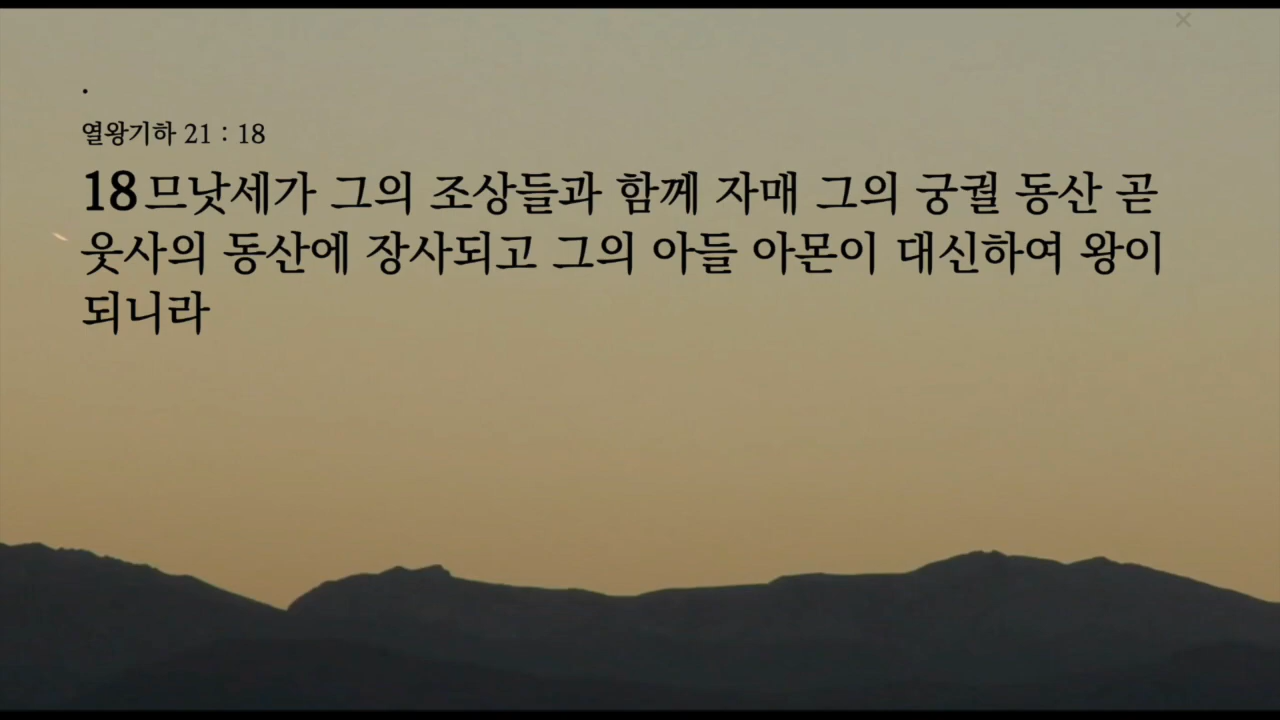 .
열왕기하 21 : 18
18 므낫세가 그의 조상들과 함께 자매 그의 궁궐 동산 곧
웃사의 동산에 장사되고 그의 아들 아몬이 대신하여 왕이
되니라